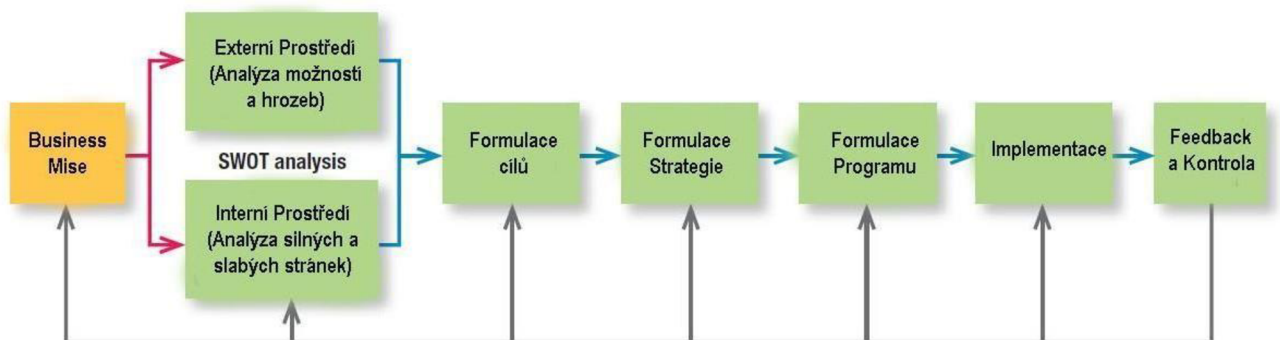 Business
Mise
Externí Prostředí
(Analýza možností
a hrozeb)
SWOT analysis
Interní Prostředí
(Analýza silných a
slabých stránek)
Formulace
cílů
Formulace
Strategie
Formulace
Programu
Implementace
Feedback
a Kontrola